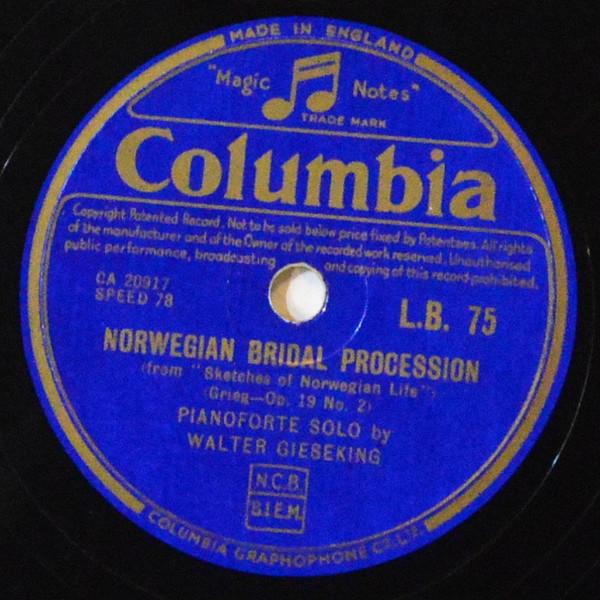 MADE IN ENGLAND
"Magic Notes"
TRADE MARK
Columbia
Copyright Patented Record. Not to be sold below price fixed by Patentees. All rights
of the manufacturer and of the Owner of the recorded work reserved. Unauthorised
public performance, broadcasting and copying of this record prohibited.
CA 20917
SPEED 78
L.B. 75
NORWEGIAN BRIDAL PROCESSION
(from "Sketches of Norwegian Life")
(Grieg—Op. 19 No. 2)
PIANOFORTE SOLO by
WALTER GIESEKING
N.C.B.
B.I.E.M.
COLUMBIA GRAPHOPHONE CO. LTD.